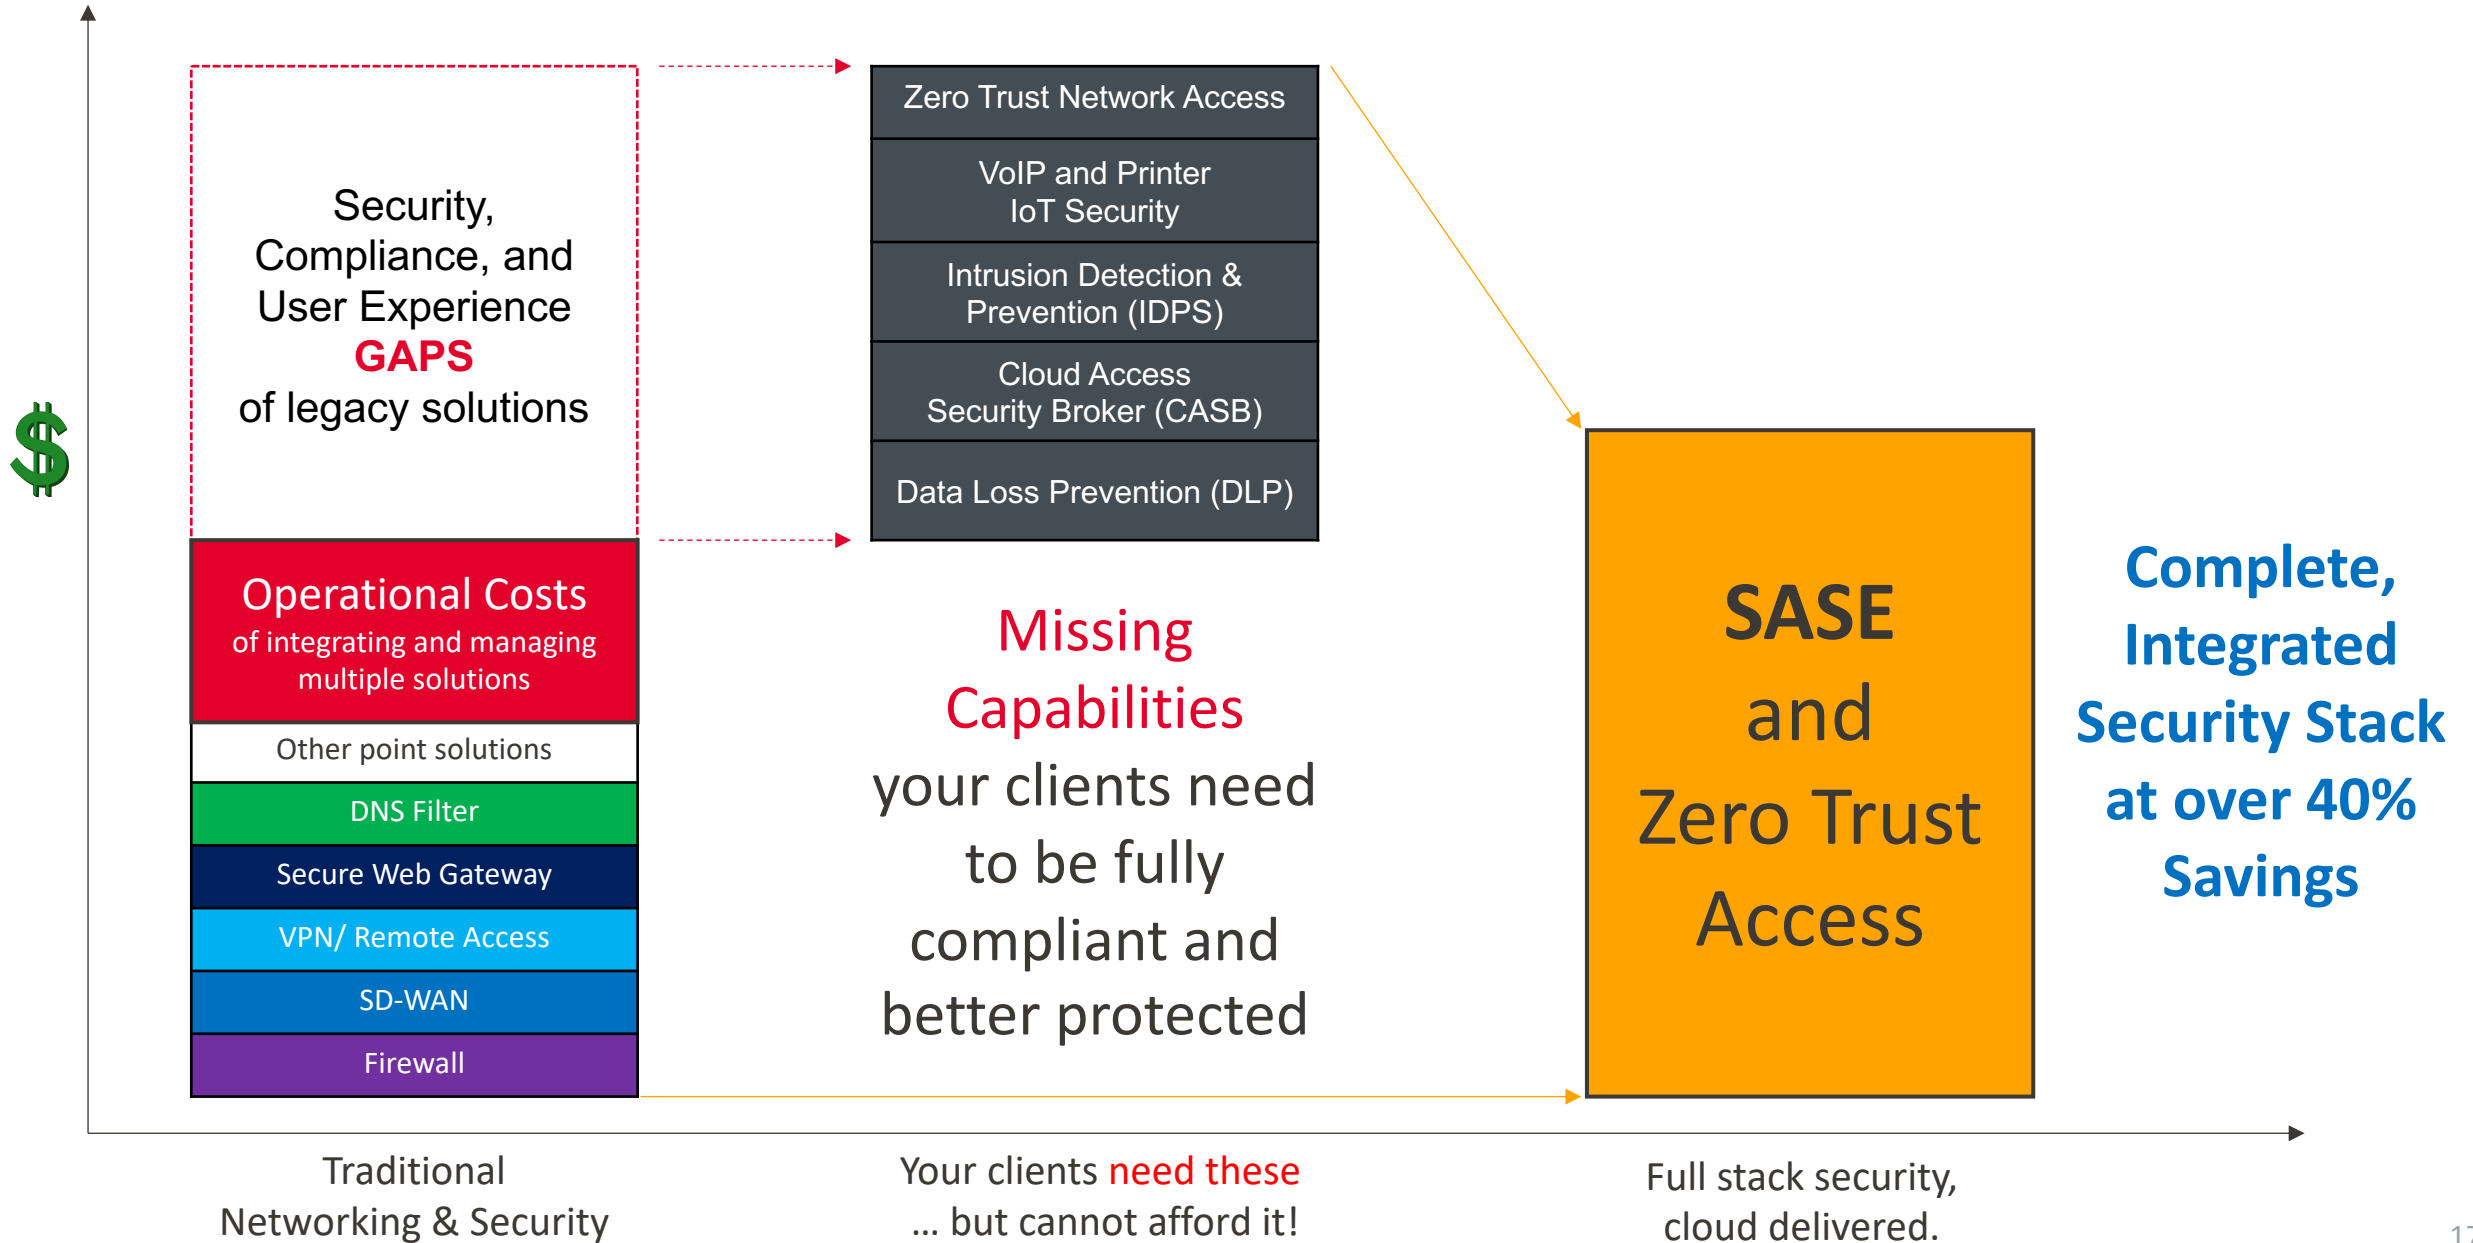 Security,
Compliance, and
User Experience
GAPS
of legacy solutions
Operational Costs
of integrating and managing
multiple solutions
Other point solutions
DNS Filter
Secure Web Gateway
VPN/ Remote Access
SD-WAN
Firewall
Traditional
Networking & Security
Zero Trust Network Access
VoIP and Printer
IoT Security
Intrusion Detection &
Prevention (IDPS)
Cloud Access
Security Broker (CASB)
Data Loss Prevention (DLP)
Missing
Capabilities
your clients need
to be fully
compliant and
better protected
Your clients need these
... but cannot afford it!
SASE
and
Zero Trust
Access
Full stack security,
cloud delivered.
Complete,
Integrated
Security Stack
at over 40%
Savings
$